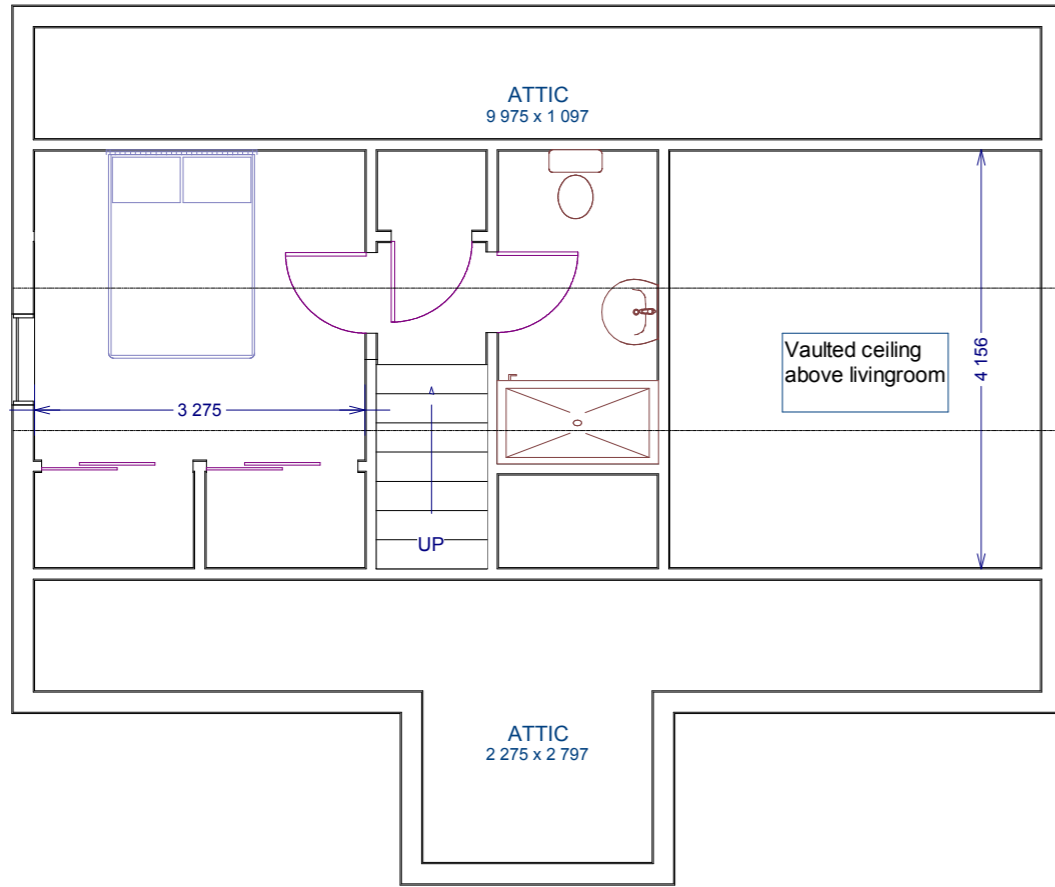 ATTIC
9 975 x 1 097
Vaulted ceiling
above livingroom
4 156
3 275
UP
ATTIC
2 275 x 2 797